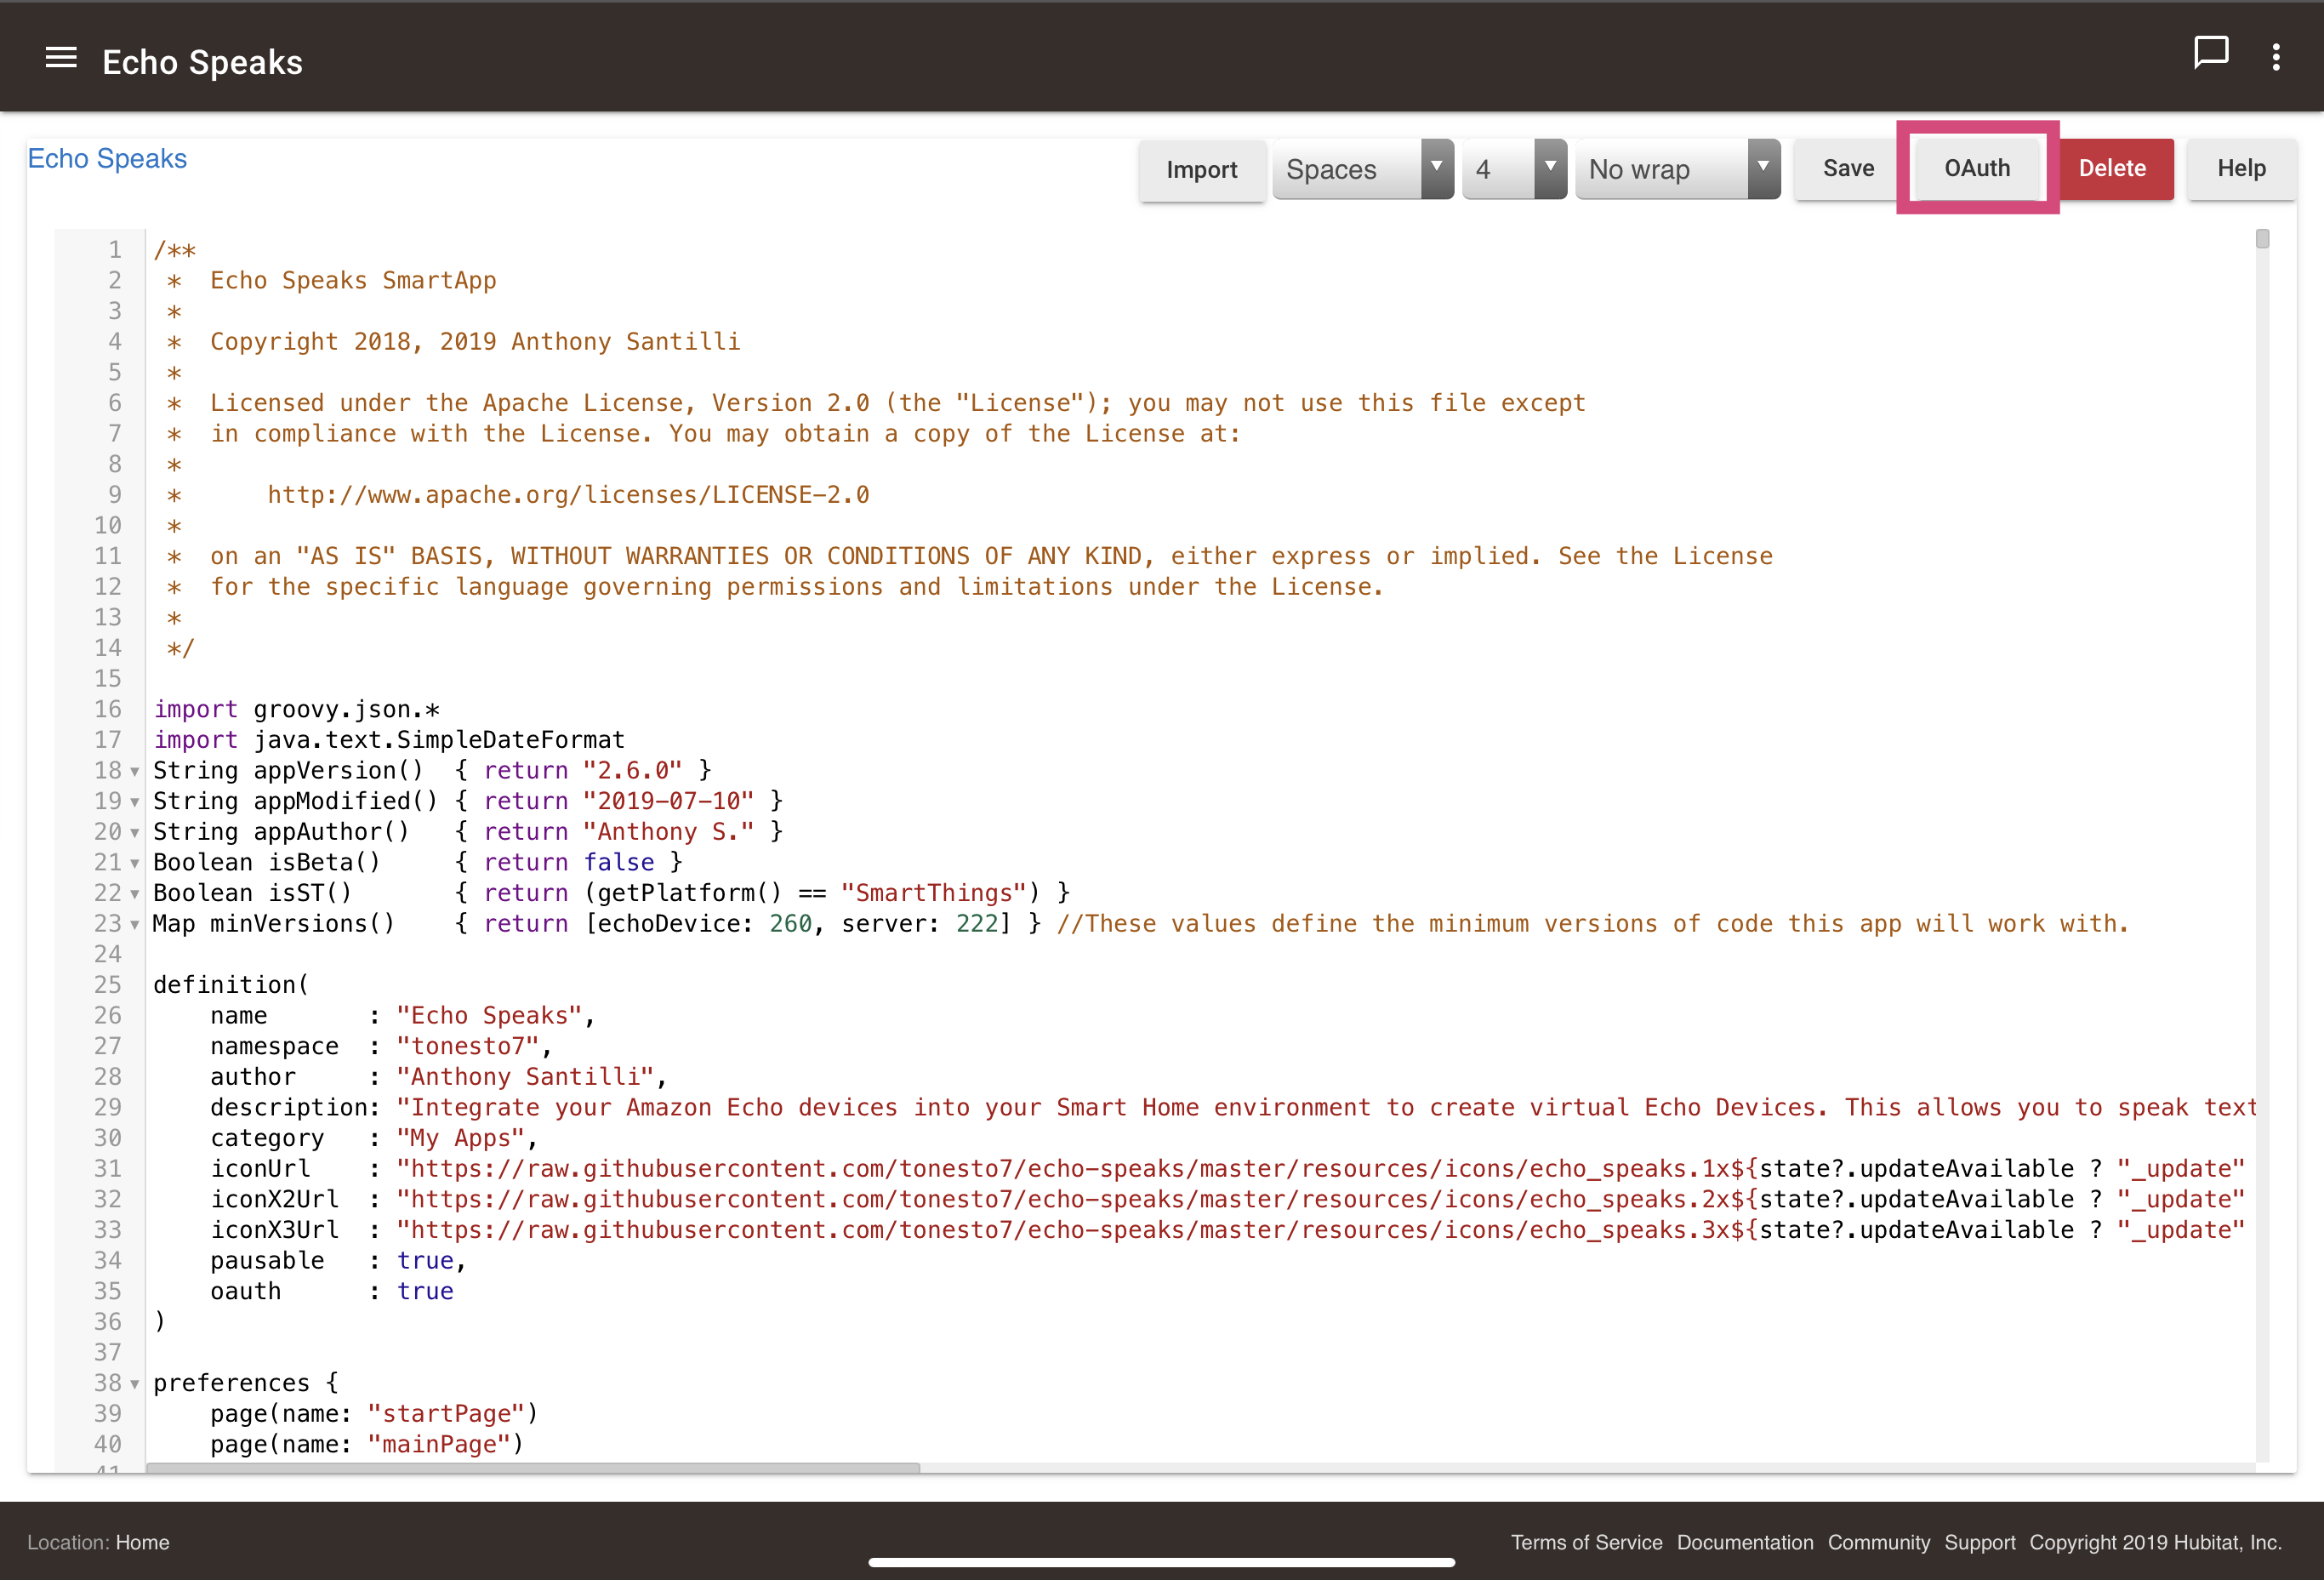 Echo Speaks
Echo Speaks
Import Spaces 4 No wrap Save OAuth Delete Help
1 /**
2  *  Echo Speaks SmartApp
3  *
4  *  Copyright 2018, 2019 Anthony Santilli
5  *
6  *  Licensed under the Apache License, Version 2.0 (the "License"); you may not use this file except
7  *  in compliance with the License. You may obtain a copy of the License at:
8  *
9  *      http://www.apache.org/licenses/LICENSE-2.0
10  *
11  *  on an "AS IS" BASIS, WITHOUT WARRANTIES OR CONDITIONS OF ANY KIND, either express or implied. See the License
12  *  for the specific language governing permissions and limitations under the License.
13  *
14  */
15
16 import groovy.json.*
17 import java.text.SimpleDateFormat
18 String appVersion()  { return "2.6.0" }
19 String appModified() { return "2019-07-10" }
20 String appAuthor()   { return "Anthony S." }
21 Boolean isBeta()     { return false }
22 Boolean isST()       { return (getPlatform() == "SmartThings") }
23 Map minVersions()    { return [echoDevice: 260, server: 222] } //These values define the minimum versions of code this app will work with.
24
25 definition(
26     name       : "Echo Speaks",
27     namespace  : "tonesto7",
28     author     : "Anthony Santilli",
29     description: "Integrate your Amazon Echo devices into your Smart Home environment to create virtual Echo Devices. This allows you to speak text
30     category   : "My Apps",
31     iconUrl    : "https://raw.githubusercontent.com/tonesto7/echo-speaks/master/resources/icons/echo_speaks.1x${state?.updateAvailable ? "_update"
32     iconX2Url  : "https://raw.githubusercontent.com/tonesto7/echo-speaks/master/resources/icons/echo_speaks.2x${state?.updateAvailable ? "_update"
33     iconX3Url  : "https://raw.githubusercontent.com/tonesto7/echo-speaks/master/resources/icons/echo_speaks.3x${state?.updateAvailable ? "_update"
34     pausable   : true,
35     oauth      : true
36 )
37
38 preferences {
39     page(name: "startPage")
40     page(name: "mainPage")
41
Location: Home
Terms of Service Documentation Community Support Copyright 2019 Hubitat, Inc.